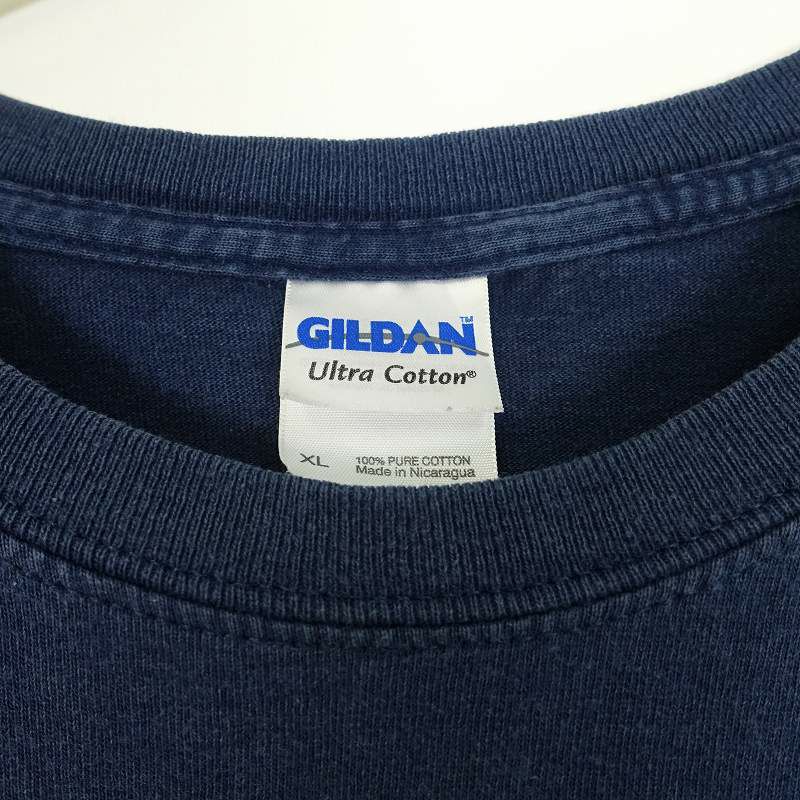 GILDAN™
Ultra Cotton®
XL
100% PURE COTTON
Made in Nicaragua